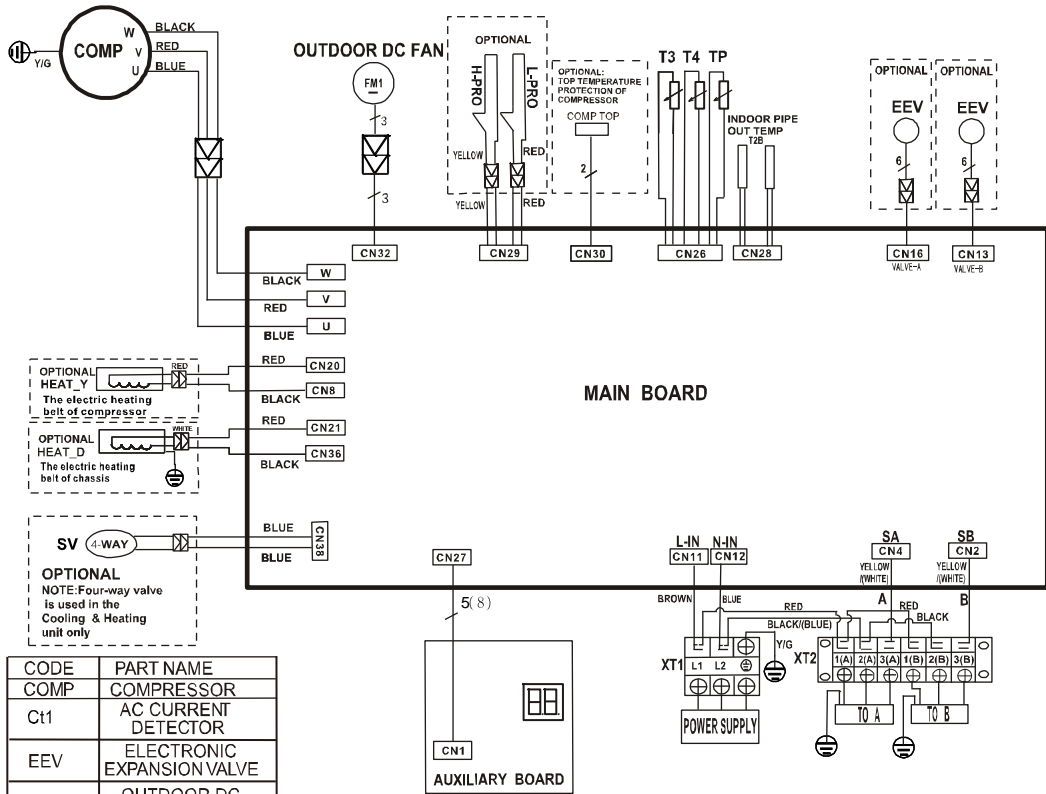 BLACK
W
COMP
V
RED
Y/G
U
BLUE
OUTDOOR DC FAN
FM1
3
3
OPTIONAL
H-PRO
L-PRO
YELLOW
RED
YELLOW
RED
OPTIONAL:
TOP TEMPERATURE
PROTECTION OF
COMPRESSOR
COMP TOP
2
T3 T4 TP
INDOOR PIPE
OUT TEMP
T2B
OPTIONAL
EEV
6
OPTIONAL
EEV
6
CN32
CN29
CN30
CN26
CN28
CN16
VALVE-A
CN13
VALVE-B
BLACK
W
RED
V
BLUE
U
MAIN BOARD
OPTIONAL
HEAT_Y
RED
The electric heating
belt of compressor
RED
CN20
BLACK
CN8
OPTIONAL
HEAT_D
WHITE
The electric heating
belt of chassis
RED
CN21
BLACK
CN36
SV
4-WAY
OPTIONAL
NOTE:Four-way valve
is used in the
Cooling & Heating
unit only
BLUE
BLUE
CN38
CN27
5(8)
L-IN
CN11
N-IN
CN12
SA
CN4
SB
CN2
YELLOW
/(WHITE)
YELLOW
/(WHITE)
BROWN
BLUE
A
B
RED
RED
BLACK/(BLUE)
BLACK
Y/G
XT1
L1
L2
POWER SUPPLY
XT2
1(A)
2(A)
3(A)
1(B)
2(B)
3(B)
TO A
TO B
88
CN1
AUXILIARY BOARD
CODE
PART NAME
COMP
COMPRESSOR
Ct1
AC CURRENT
DETECTOR
EEV
ELECTRONIC
EXPANSION VALVE
OUTDOOR DC